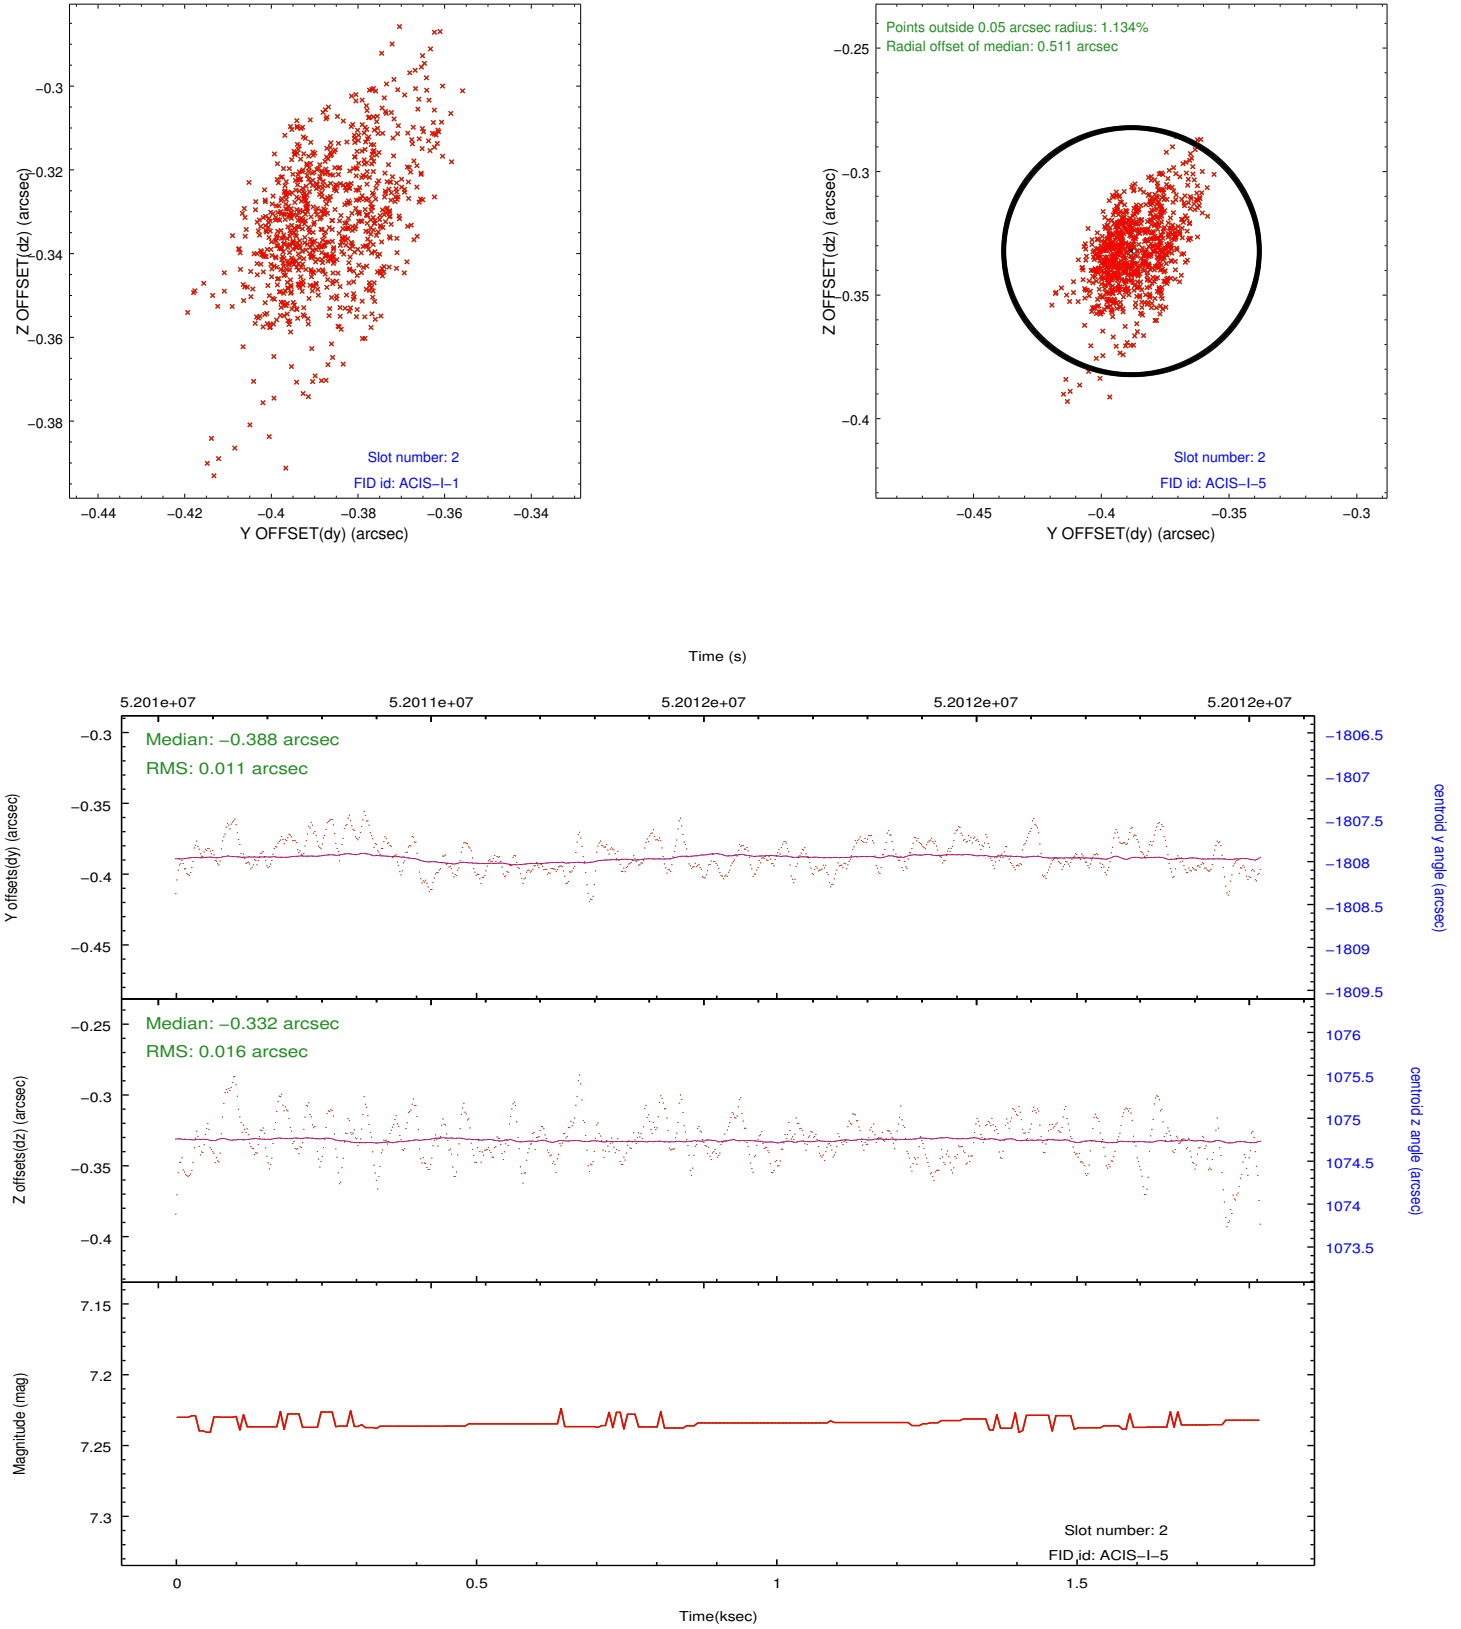 −0.3
−0.32
−0.34
−0.36
−0.38
Z OFFSET(dz) (arcsec)
Slot number: 2
FID id: ACIS−I−1
−0.44 −0.42 −0.4 −0.38 −0.36 −0.34
Y OFFSET(dy) (arcsec)
Points outside 0.05 arcsec radius: 1.134%
Radial offset of median: 0.511 arcsec
−0.25
−0.3
−0.35
−0.4
Z OFFSET(dz) (arcsec)
Slot number: 2
FID id: ACIS−I−5
−0.45 −0.4 −0.35 −0.3
Y OFFSET(dy) (arcsec)
Time (s)
5.201e+07 5.2011e+07 5.2012e+07 5.2012e+07 5.2012e+07
Median: −0.388 arcsec
RMS: 0.011 arcsec
−0.3
−0.35
−0.4
−0.45
Y offsets(dy) (arcsec)
−1806.5
−1807
−1807.5
−1808
−1808.5
−1809
−1809.5
centroid y angle (arcsec)
Median: −0.332 arcsec
RMS: 0.016 arcsec
−0.25
−0.3
−0.35
−0.4
Z offsets(dz) (arcsec)
1076
1075.5
1075
1074.5
1074
1073.5
centroid z angle (arcsec)
7.15
7.2
7.25
7.3
Magnitude (mag)
Slot number: 2
FID id: ACIS−I−5
0 0.5 1 1.5
Time(ksec)